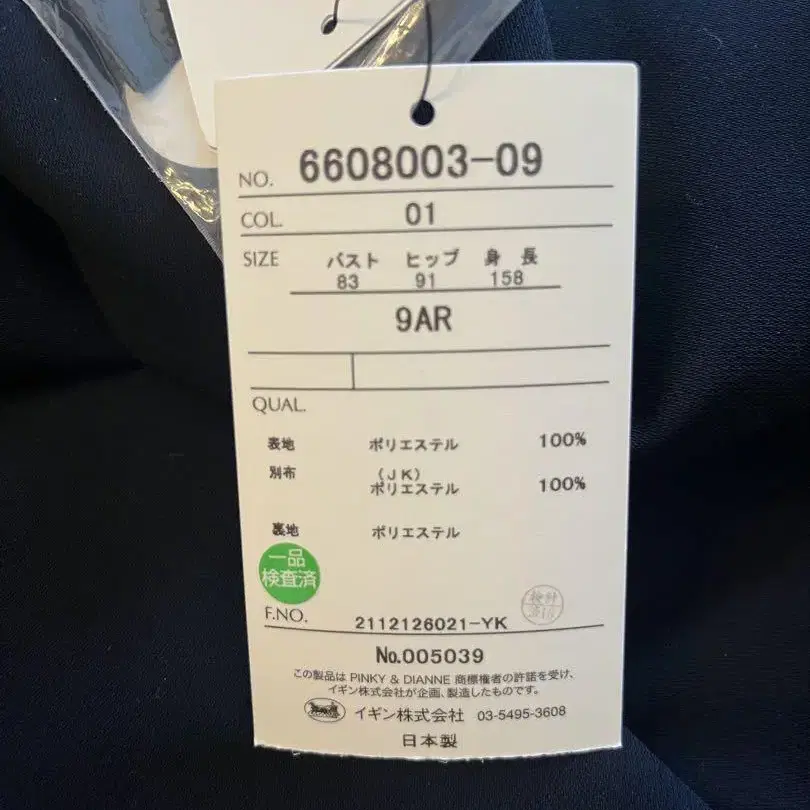 NO. 6608003-09
COL. 01
SIZE バスト ヒップ 身長
83 91 158
9AR
QUAL.
表地 ポリエステル 100%
別布 (JK)
ポリエステル 100%
裏地 ポリエステル
一品
検査済
F.NO. 2112126021-YK
No.005039
この製品は PINKY & DIANNE 商標権者の許諾を受け、
イギン株式会社が企画、製造したものです。
イギン株式会社 03-5495-3608
日本製